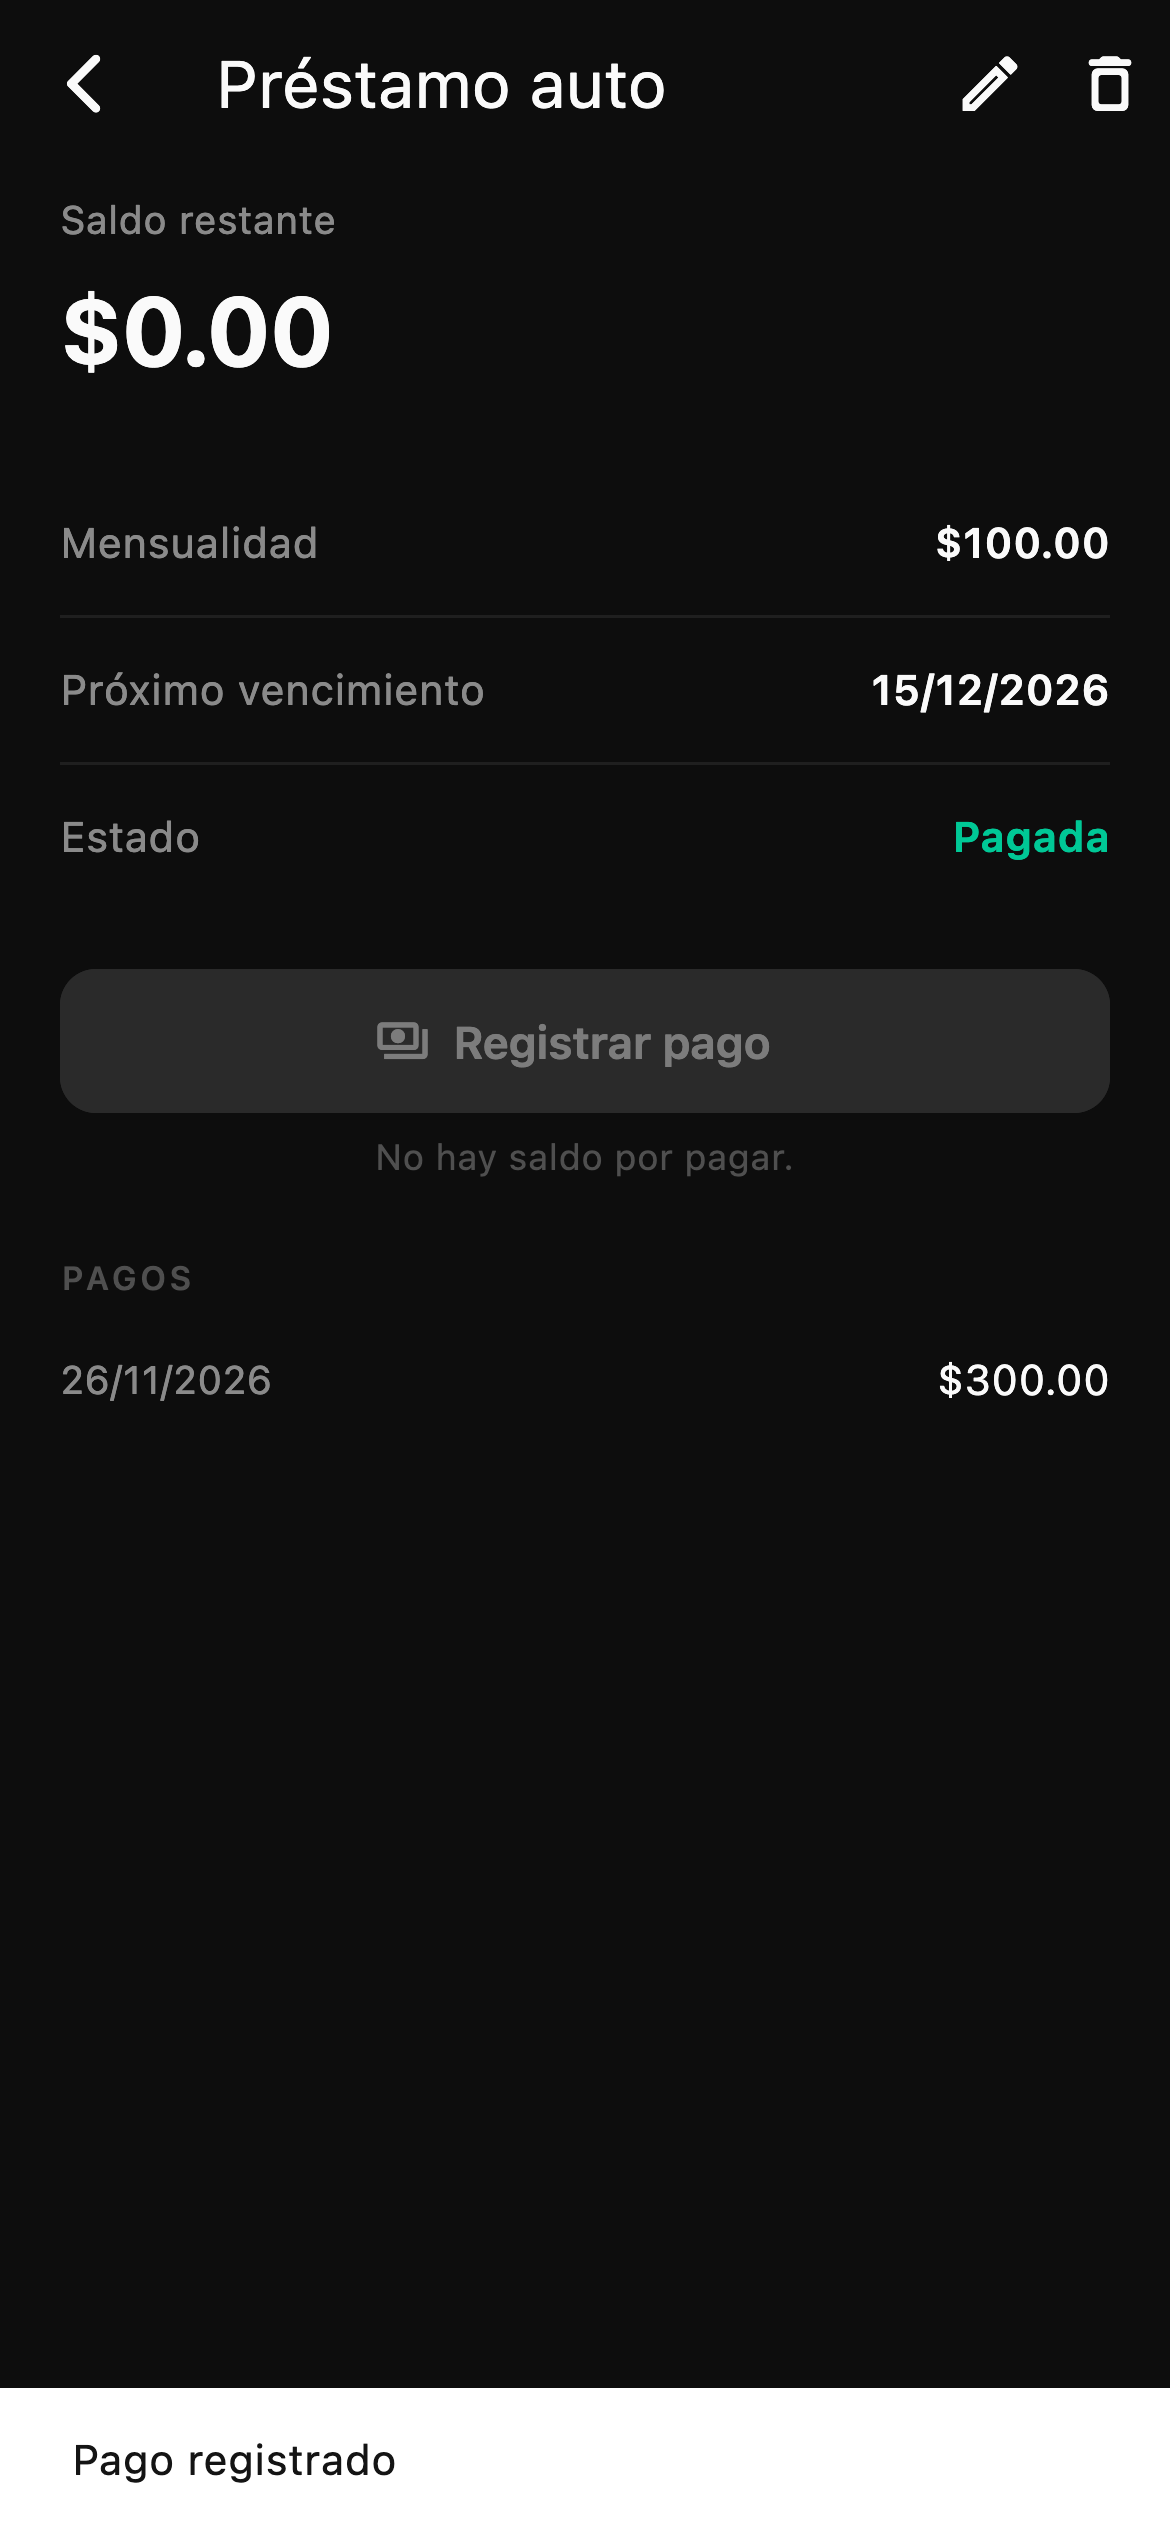 Préstamo auto
Saldo restante
$0.00
Mensualidad $100.00
Próximo vencimiento 15/12/2026
Estado Pagada
Registrar pago
No hay saldo por pagar.
PAGOS
26/11/2026 $300.00
Pago registrado